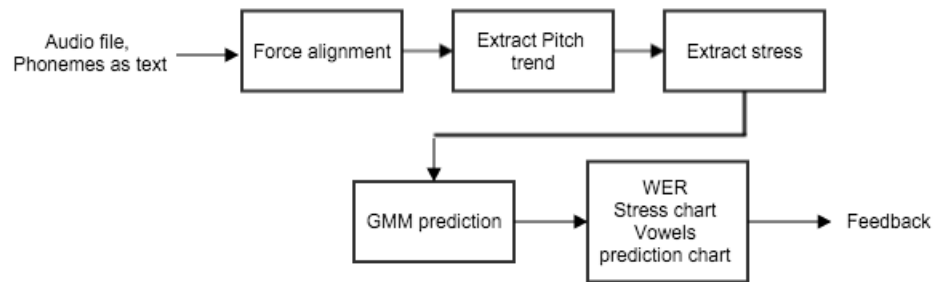 Audio file,
Phonemes as text
Force alignment
Extract Pitch
trend
Extract stress
GMM prediction
WER
Stress chart
Vowels
prediction chart
Feedback